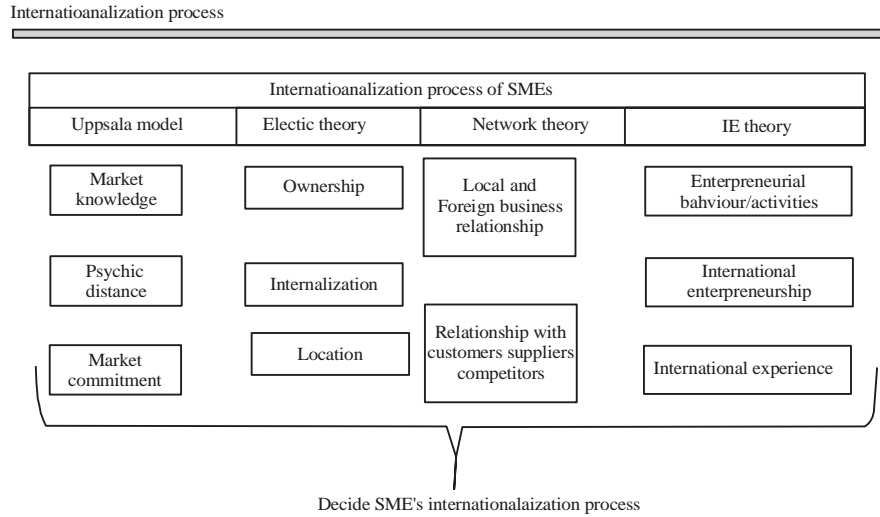 Internatioanalization process
Internatioanalization process of SMEs
Uppsala model
Electic theory
Network theory
IE theory
Market
knowledge
Ownership
Local and
Foreign business
relationship
Enterpreneurial
bahviour/activities
Psychic
distance
Internalization
International
enterpreneurship
Market
commitment
Location
Relationship with
customers suppliers
competitors
International experience
Decide SME's internationalaization process